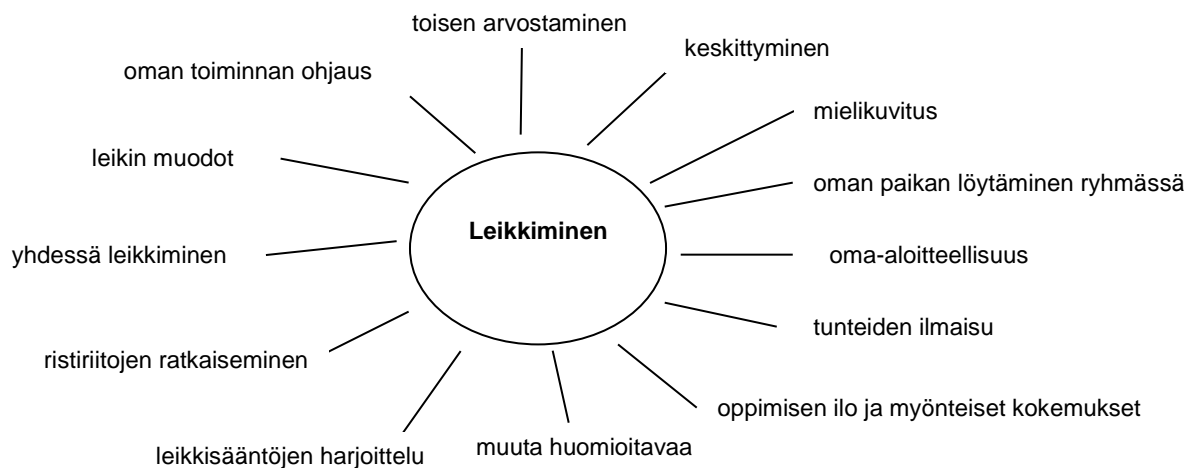 toisen arvostaminen
keskittyminen
oman toiminnan ohjaus
mielikuvitus
leikin muodot
oman paikan löytäminen ryhmässä
Leikkiminen
yhdessä leikkiminen
oma-aloitteellisuus
tunteiden ilmaisu
ristiriitojen ratkaiseminen
oppimisen ilo ja myönteiset kokemukset
muuta huomioitavaa
leikkisääntöjen harjoittelu